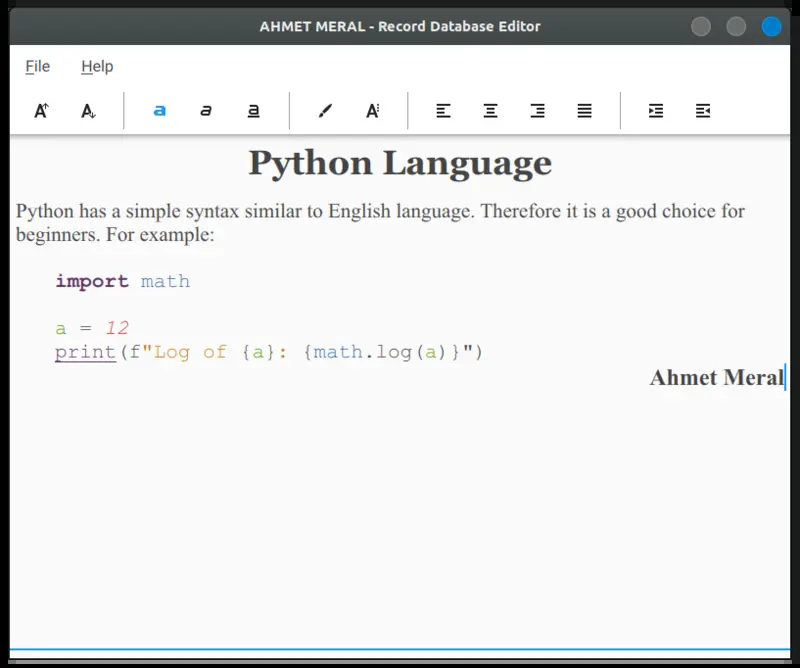 AHMET MERAL - Record Database Editor
File Help
Python Language
Python has a simple syntax similar to English language. Therefore it is a good choice for
beginners. For example:
import math
a = 12
print(f"Log of {a}: {math.log(a)}")
Ahmet Meral